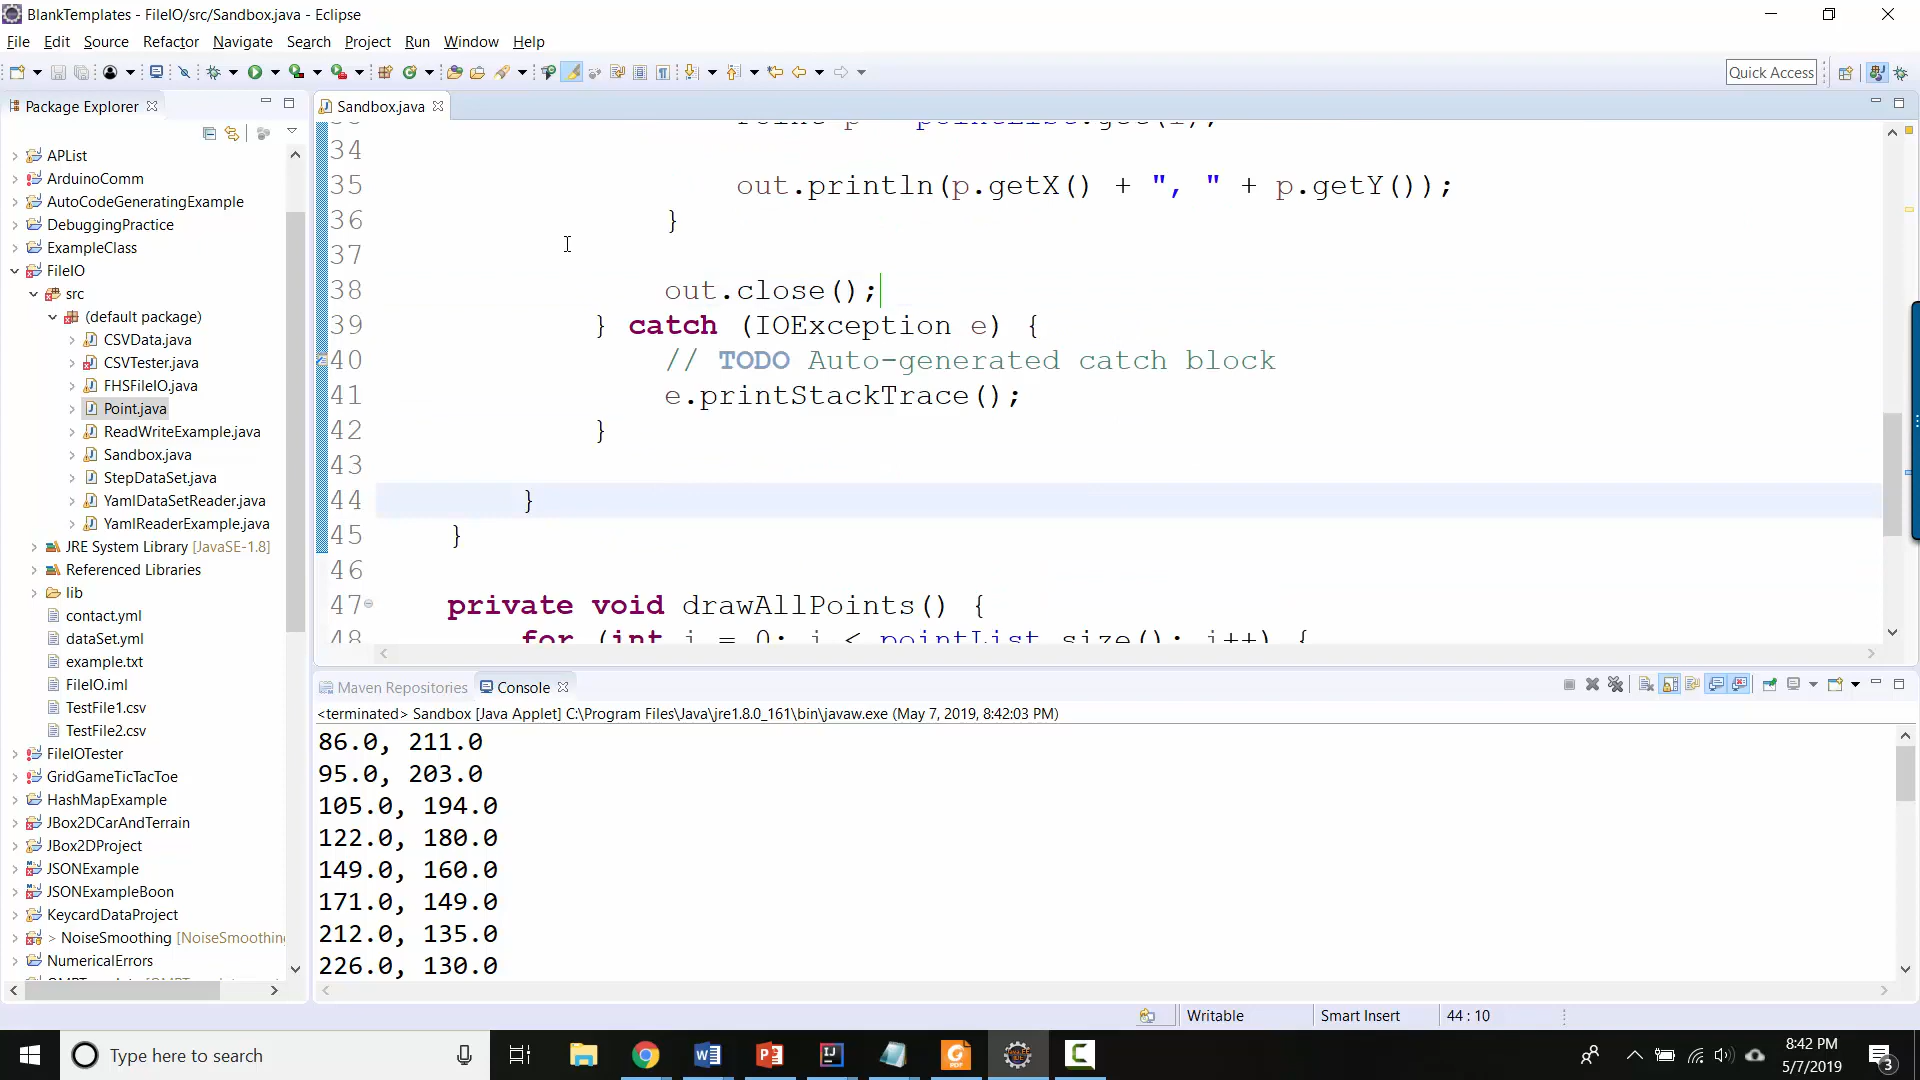 BlankTemplates - FileIO/src/Sandbox.java - Eclipse
File Edit Source Refactor Navigate Search Project Run Window Help
Quick Access
Package Explorer
Sandbox.java
APList
ArduinoComm
AutoCodeGeneratingExample
DebuggingPractice
ExampleClass
FileIO
src
(default package)
CSVData.java
CSVTester.java
FHSFileIO.java
Point.java
ReadWriteExample.java
Sandbox.java
StepDataSet.java
YamlDataSetReader.java
YamlReaderExample.java
JRE System Library [JavaSE-1.8]
Referenced Libraries
lib
contact.yml
dataSet.yml
example.txt
FileIO.iml
TestFile1.csv
TestFile2.csv
FileIOTester
GridGameTicTacToe
HashMapExample
JBox2DCarAndTerrain
JBox2DProject
JSONExample
JSONExampleBoon
KeycardDataProject
> NoiseSmoothing [NoiseSmoothing
NumericalErrors
34
35 out.println(p.getX() + ", " + p.getY());
36 }
37
38 out.close();
39 } catch (IOException e) {
40 // TODO Auto-generated catch block
41 e.printStackTrace();
42 }
43
44 }
45 }
46
47 private void drawAllPoints() {
48 for (int i = 0; i < pointList.size(); i++) {
Maven Repositories Console
<terminated> Sandbox [Java Applet] C:\Program Files\Java\jre1.8.0_161\bin\javaw.exe (May 7, 2019, 8:42:03 PM)
86.0, 211.0
95.0, 203.0
105.0, 194.0
122.0, 180.0
149.0, 160.0
171.0, 149.0
212.0, 135.0
226.0, 130.0
Writable Smart Insert 44 : 10
Type here to search
8:42 PM
5/7/2019
3